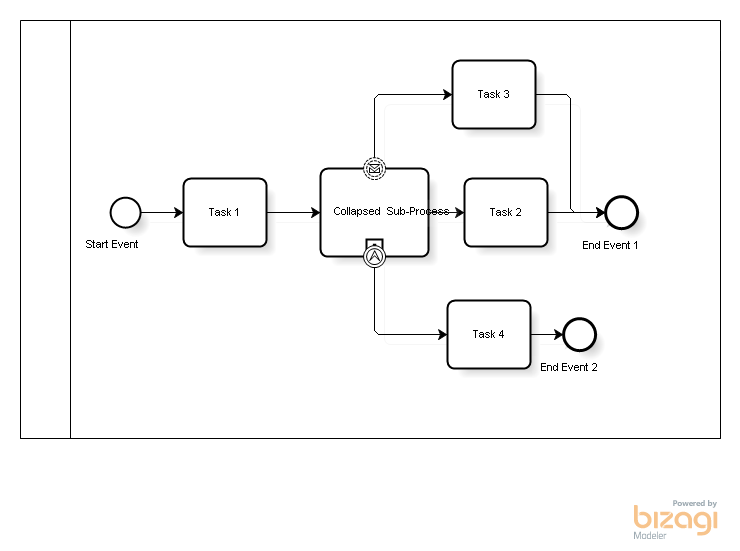 Task 3
Task 1
Collapsed Sub-Process
Task 2
Start Event
End Event 1
Task 4
End Event 2
Powered by
bizagi
Modeler